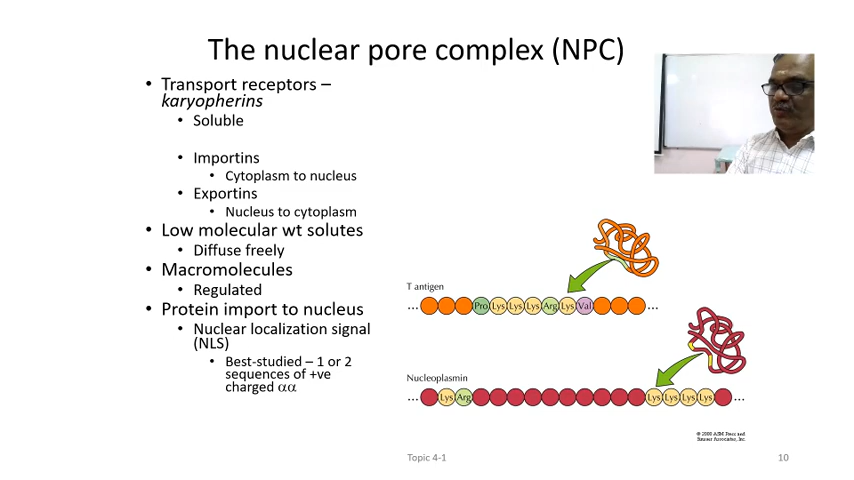 The nuclear pore complex (NPC)
• Transport receptors –
karyopherins
• Soluble
• Importins
• Cytoplasm to nucleus
• Exportins
• Nucleus to cytoplasm
• Low molecular wt solutes
• Diffuse freely
• Macromolecules
• Regulated
• Protein import to nucleus
• Nuclear localization signal
(NLS)
• Best-studied – 1 or 2
sequences of +ve
charged αα
T antigen
... Pro Lys Lys Lys Arg Lys Val ...
Nucleoplasmin
... Lys Arg Lys Lys Lys Lys ...
© 2000 ASM Press and
Sinauer Associates, Inc.
Topic 4-1
10